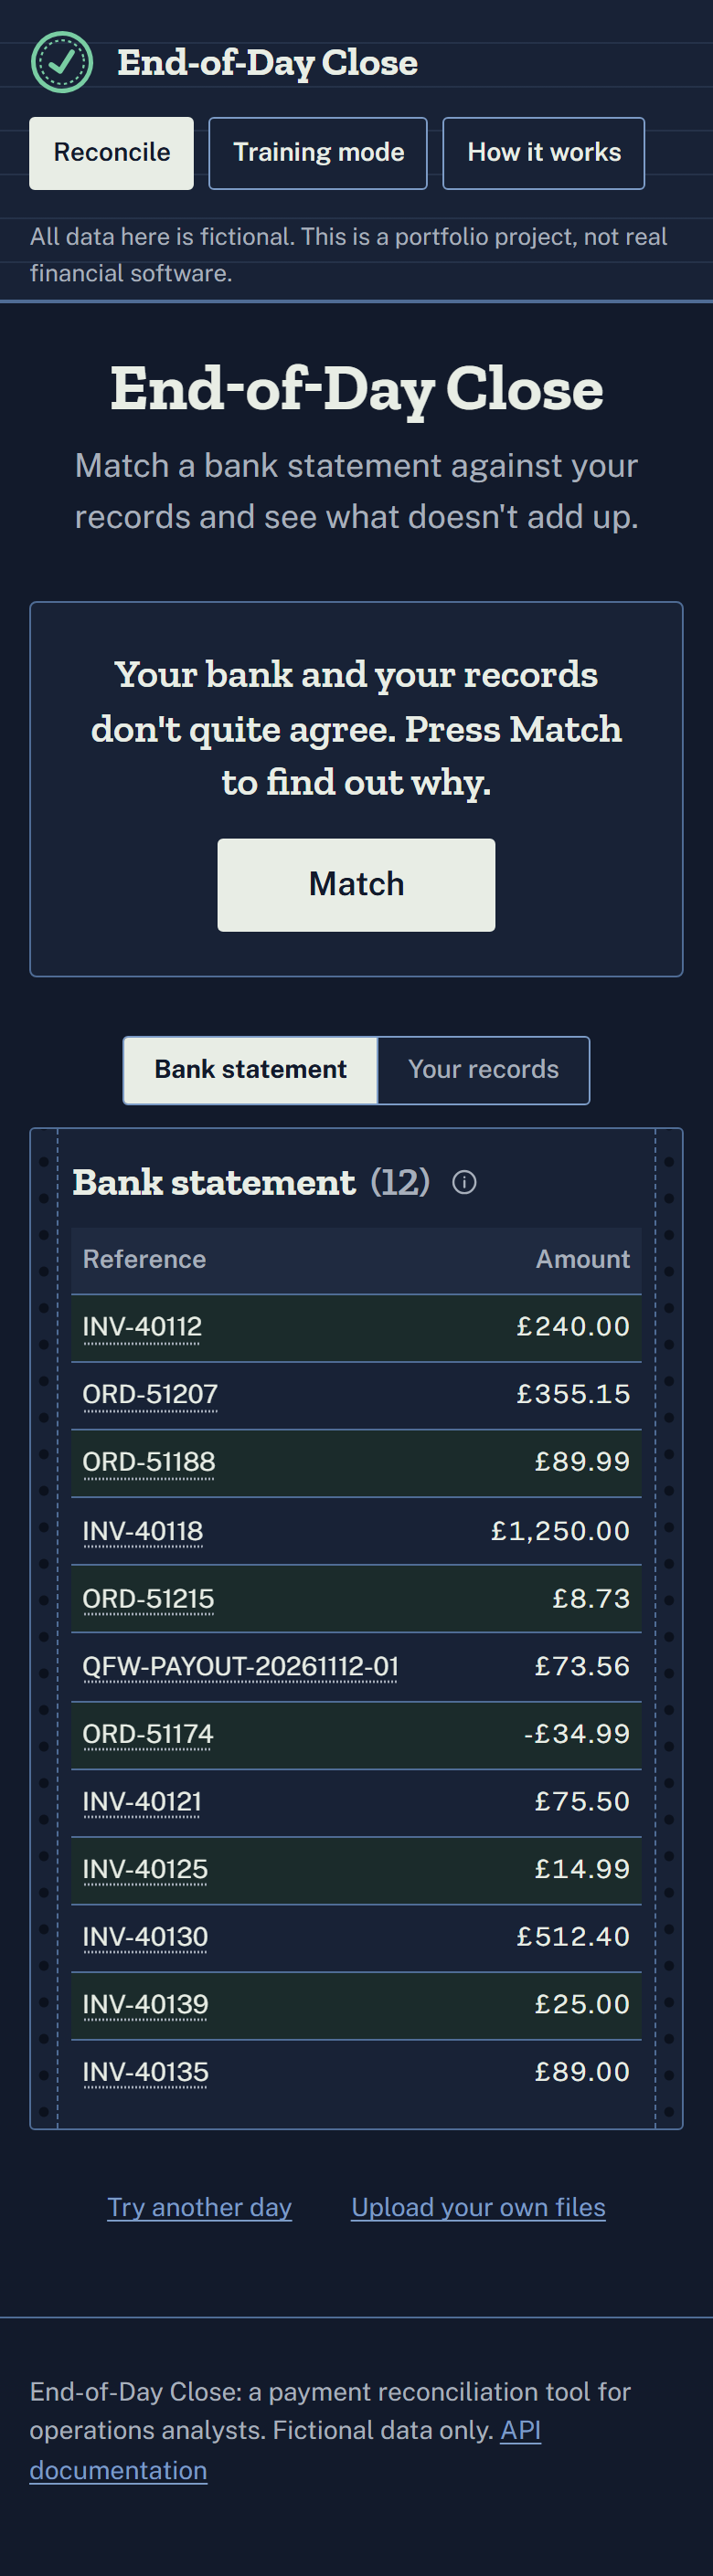 End-of-Day Close
Reconcile
Training mode
How it works
All data here is fictional. This is a portfolio project, not real
financial software.
End-of-Day Close
Match a bank statement against your
records and see what doesn't add up.
Your bank and your records
don't quite agree. Press Match
to find out why.
Match
Bank statement
Your records
Bank statement (12)
Reference Amount
INV-40112 £240.00
ORD-51207 £355.15
ORD-51188 £89.99
INV-40118 £1,250.00
ORD-51215 £8.73
QFW-PAYOUT-20261112-01 £73.56
ORD-51174 -£34.99
INV-40121 £75.50
INV-40125 £14.99
INV-40130 £512.40
INV-40139 £25.00
INV-40135 £89.00
Try another day
Upload your own files
End-of-Day Close: a payment reconciliation tool for
operations analysts. Fictional data only. API
documentation